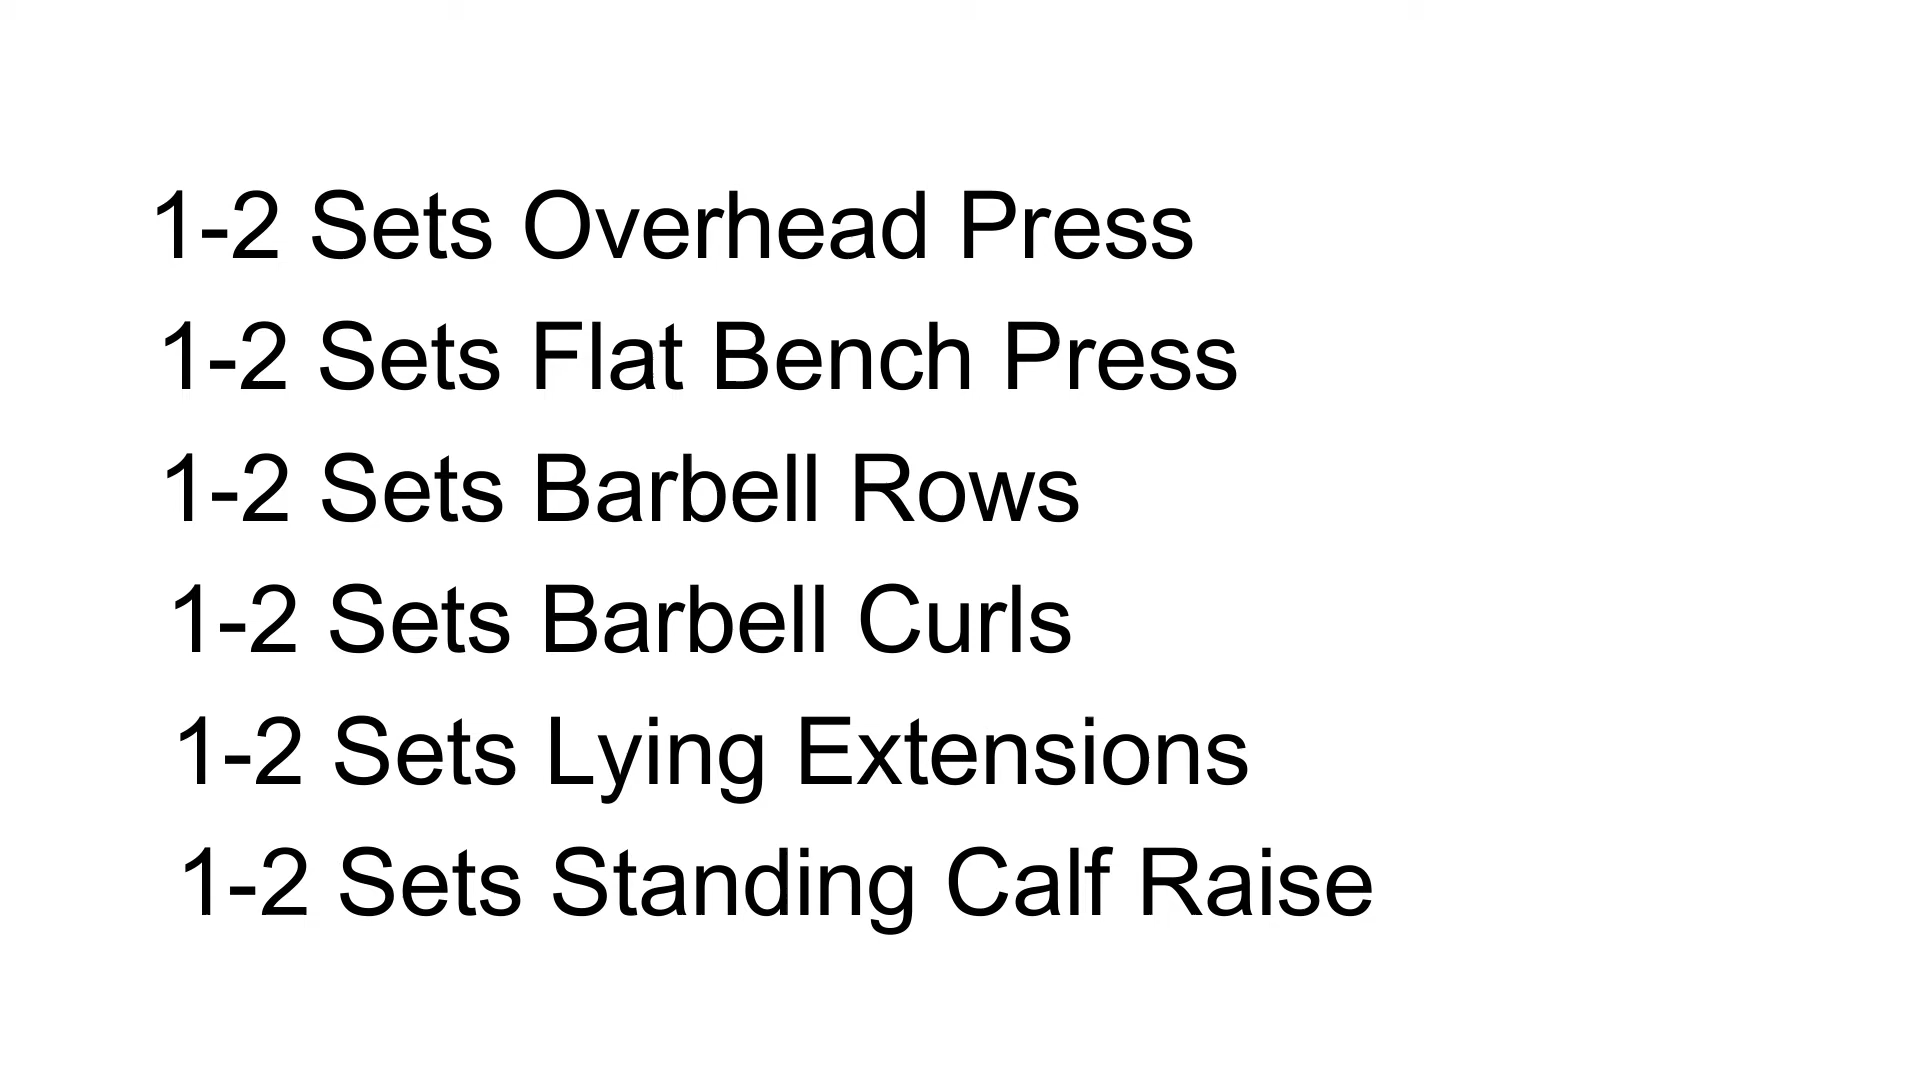 1-2 Sets Overhead Press
1-2 Sets Flat Bench Press
1-2 Sets Barbell Rows
1-2 Sets Barbell Curls
1-2 Sets Lying Extensions
1-2 Sets Standing Calf Raise